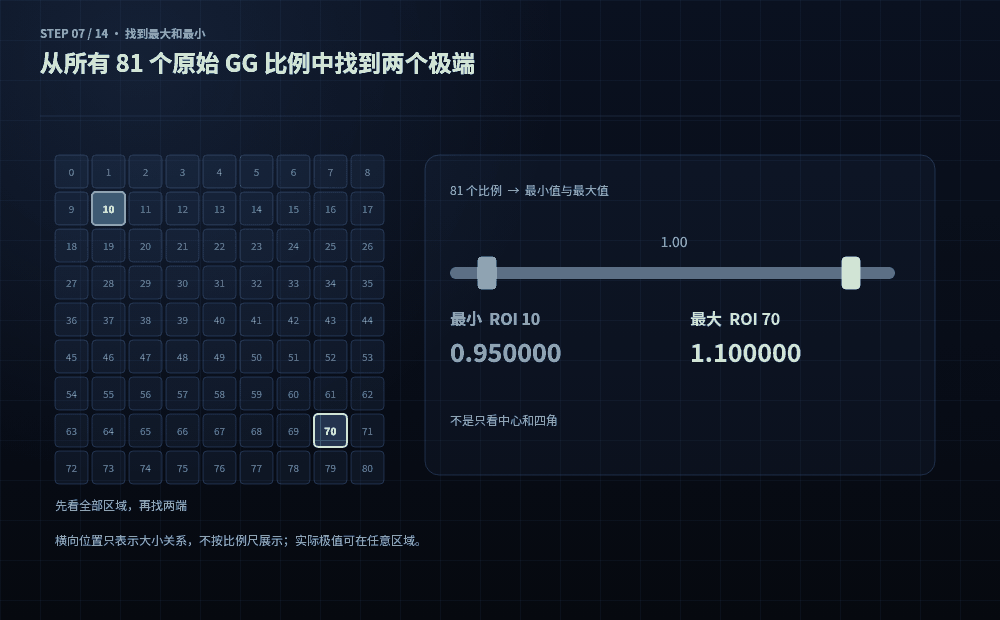 STEP 07 / 14 · 找到最大和最小
从所有 81 个原始 GG 比例中找到两个极端
0 1 2 3 4 5 6 7 8
9 10 11 12 13 14 15 16 17
18 19 20 21 22 23 24 25 26
27 28 29 30 31 32 33 34 35
36 37 38 39 40 41 42 43 44
45 46 47 48 49 50 51 52 53
54 55 56 57 58 59 60 61 62
63 64 65 66 67 68 69 70 71
72 73 74 75 76 77 78 79 80
先看全部区域，再找两端
横向位置只表示大小关系，不按比例尺展示；实际极值可在任意区域。
81 个比例 → 最小值与最大值
1.00
最小 ROI 10
0.950000
最大 ROI 70
1.100000
不是只看中心和四角